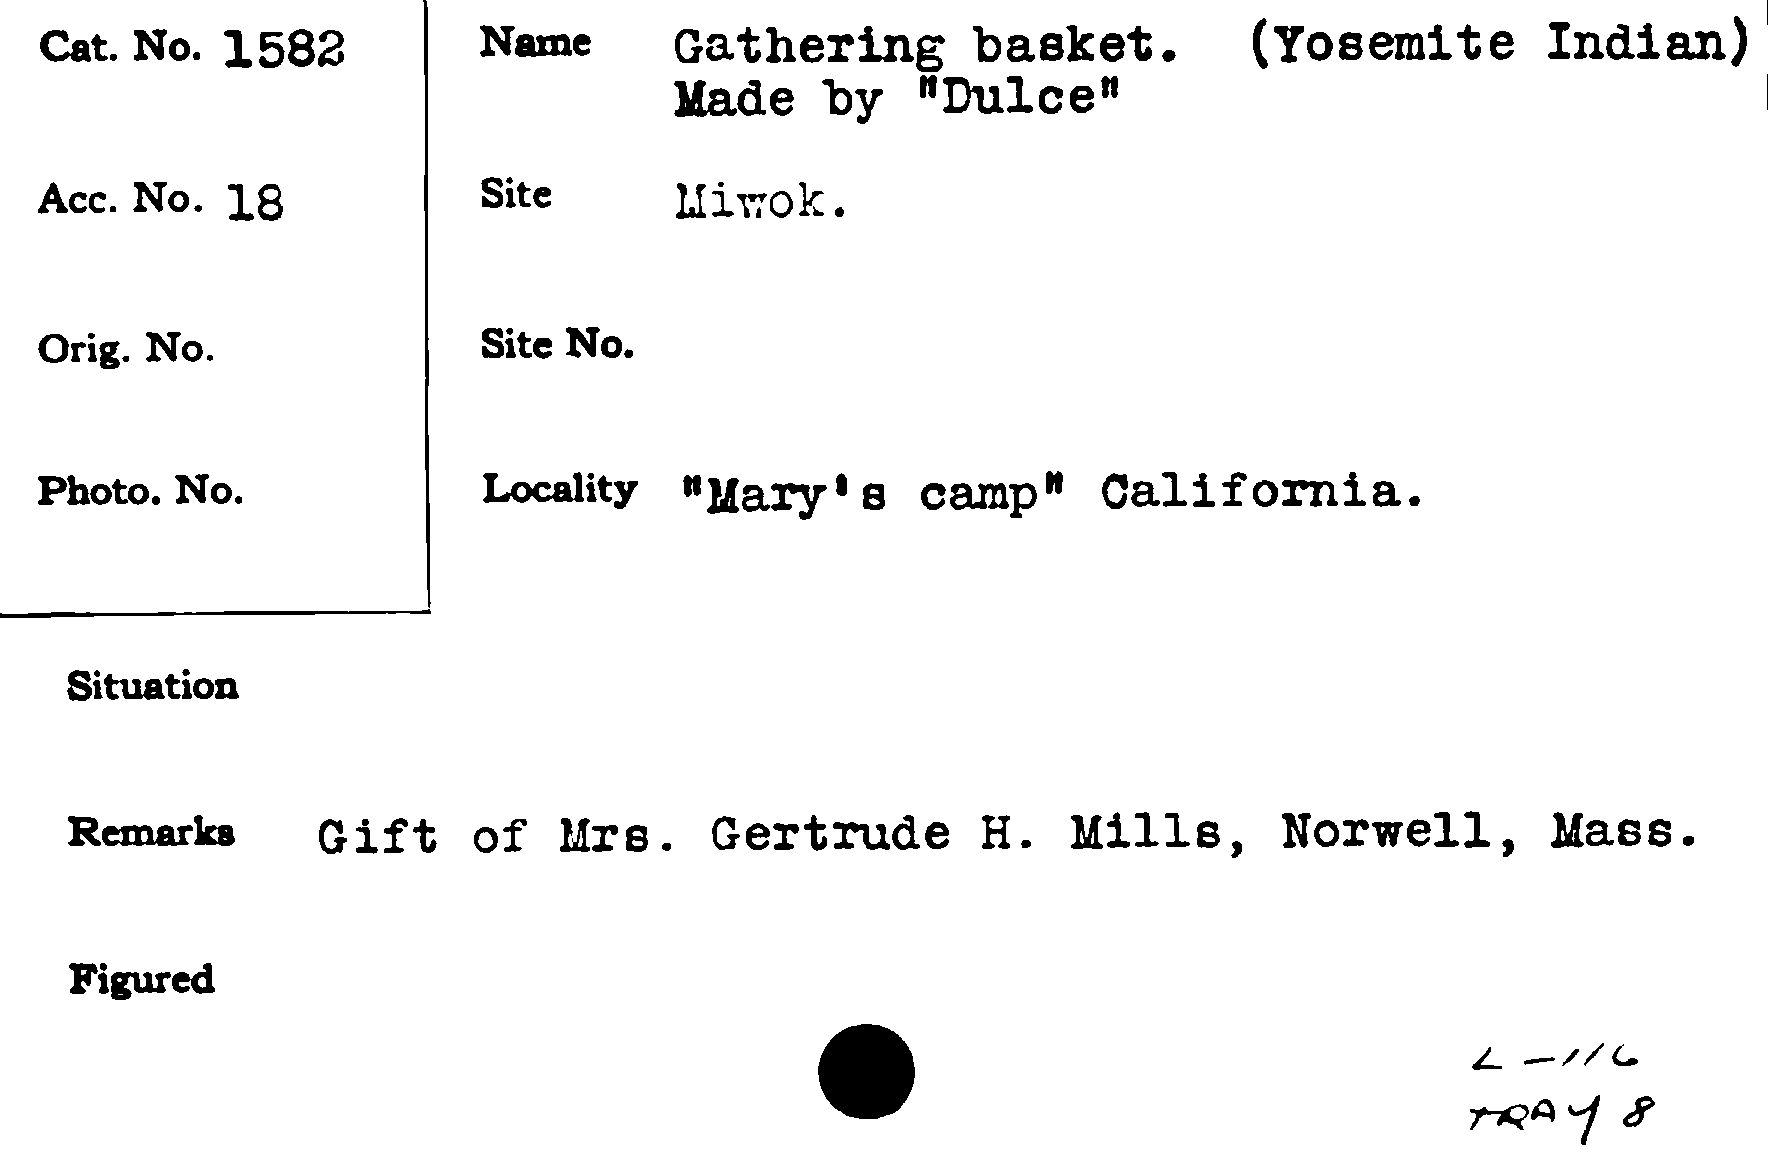 Cat. No. 1582 Name Gathering basket. (Yosemite Indian)
Made by "Dulce"
Acc. No. 18 Site Miwok.
Orig. No. Site No.
Photo. No. Locality "Mary's camp" California.
Situation
Remarks Gift of Mrs. Gertrude H. Mills, Norwell, Mass.
Figured
L-116
TRAY 8